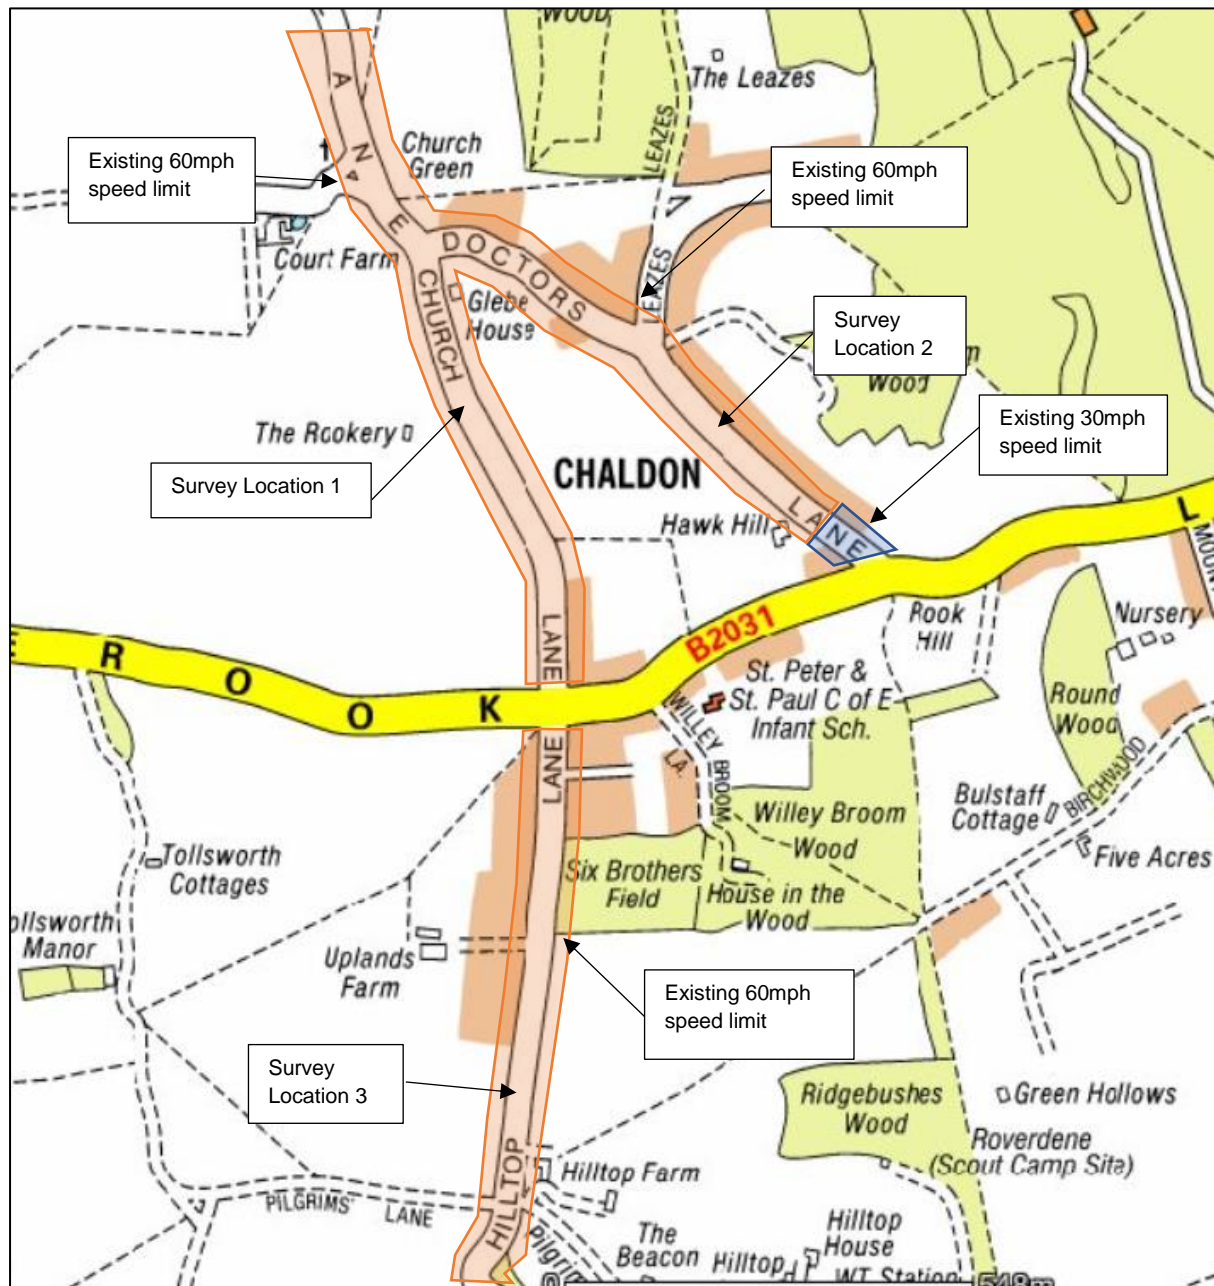 WOOD
The Leazes
LEAZES
A N E
Church
Green
Existing 60mph
speed limit
Existing 60mph
speed limit
Court Farm
DOCTORS
LEAZES
CHURCH
Glebe
House
Survey
Location 2
Wood
The Rookery
Existing 30mph
speed limit
Survey Location 1
CHALDON
LANE
Hawk Hill
L
MOUNT
LANE
B2031
Rook
Hill
Nursery
E R O O K
St. Peter &
St. Paul C of E
Infant Sch.
Round
Wood
WILLEY
BROOM
LA.
LANE
BIRCHWOOD
Bulstaff
Cottage
Willey Broom
Wood
Five Acres
Tollsworth
Cottages
Six Brothers
Field
House in the
Wood
ollsworth
Manor
Uplands
Farm
Existing 60mph
speed limit
Survey
Location 3
Ridgebushes
Wood
Green Hollows
Roverdene
(Scout Camp Site)
HILLTOP
Hilltop Farm
PILGRIMS' LANE
Pilgrim
The
Beacon
Hilltop
Hilltop
House
WT Station
0